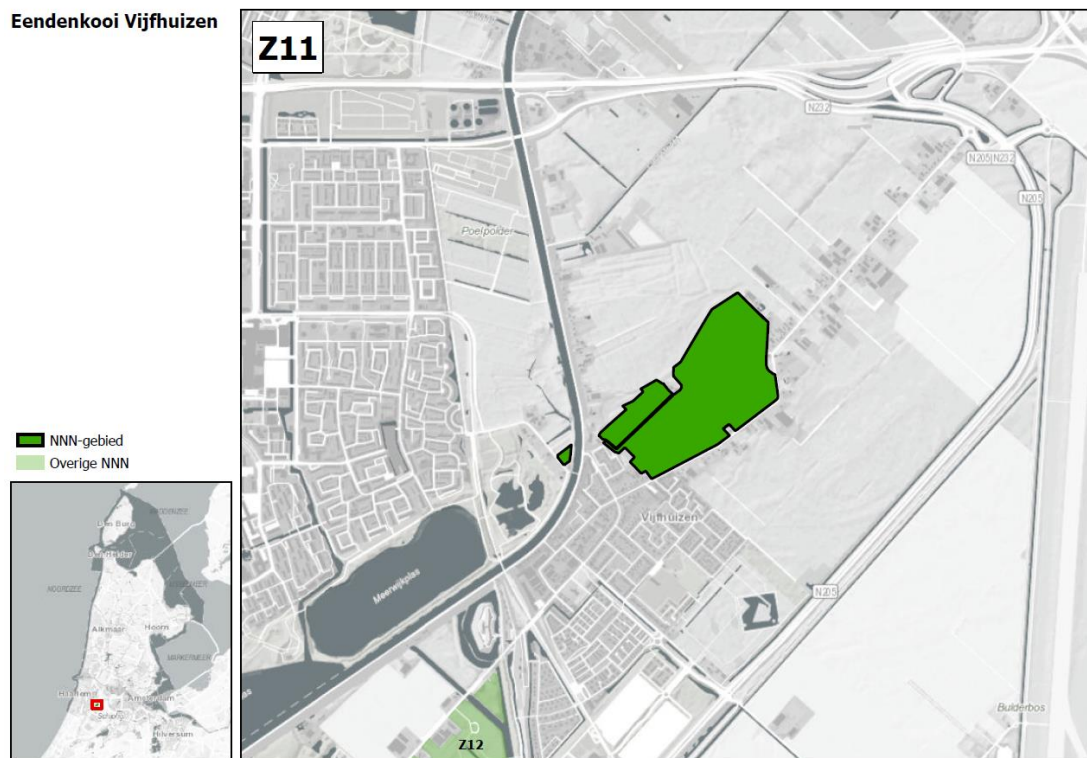 Eendenkooi Vijfhuizen
Z11
N232
N205|N232
N205
Poelpolder
Vijfhuizen
Meerwijkplas
N205
Bulderbos
Z12
NNN-gebied
Overige NNN
Den Burg
Den Helder
NOORDZEE
Alkmaar
Hoorn
MARKERMEER
Haarlem
Amsterdam
Hilversum